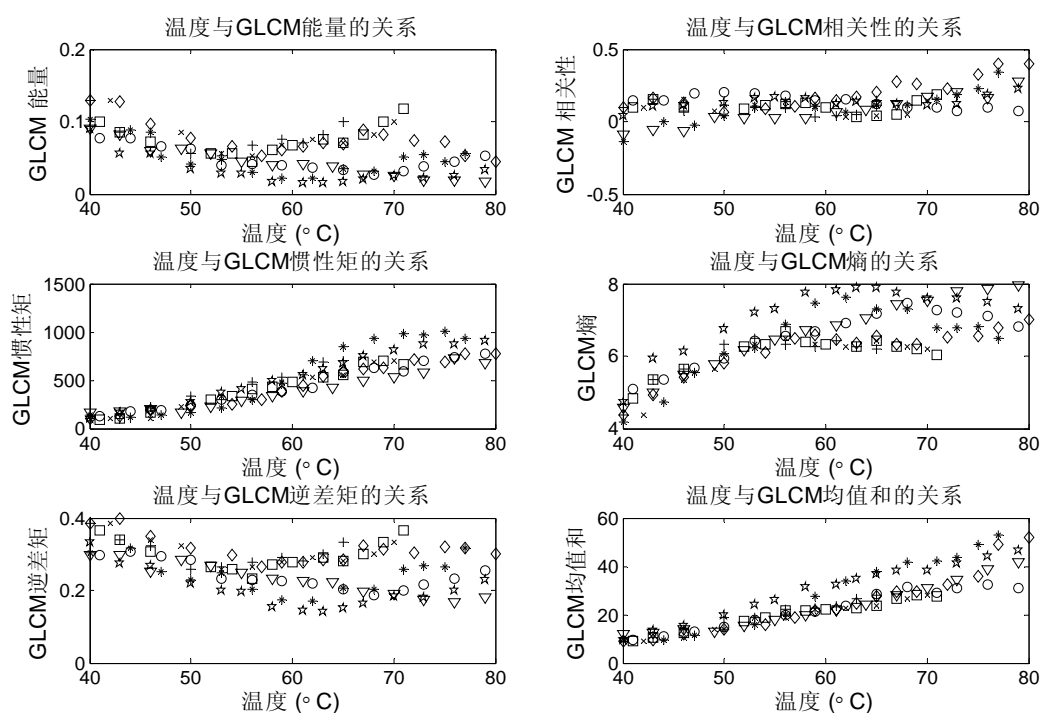 温度与GLCM能量的关系
0.2
0.1
0
GLCM 能量
40 50 60 70 80
温度 (° C)
温度与GLCM相关性的关系
0.5
0
-0.5
GLCM 相关性
40 50 60 70 80
温度 (° C)
温度与GLCM惯性矩的关系
1500
1000
500
0
GLCM惯性矩
40 50 60 70 80
温度 (° C)
温度与GLCM熵的关系
8
6
4
GLCM熵
40 50 60 70 80
温度 (° C)
温度与GLCM逆差矩的关系
0.4
0.2
0
GLCM逆差矩
40 50 60 70 80
温度 (° C)
温度与GLCM均值和的关系
60
40
20
0
GLCM均值和
40 50 60 70 80
温度 (° C)